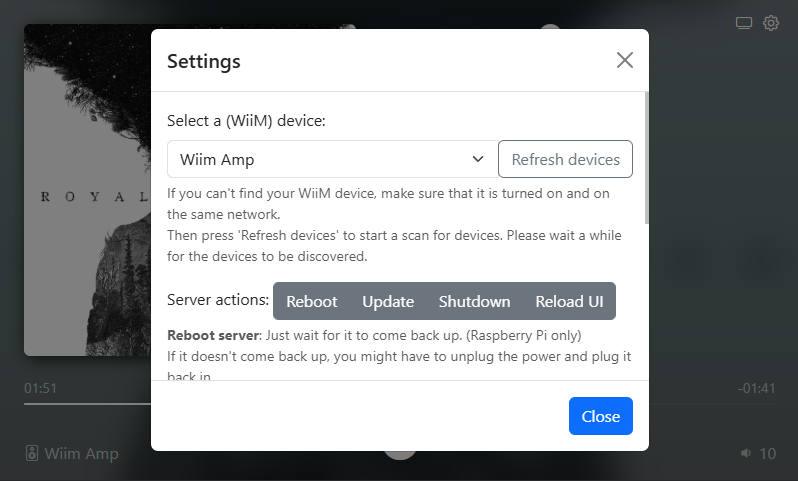 Settings
Select a (WiiM) device:
Wiim Amp
Refresh devices
If you can't find your WiiM device, make sure that it is turned on and on
the same network.
Then press 'Refresh devices' to start a scan for devices. Please wait a while
for the devices to be discovered.
Server actions: Reboot Update Shutdown Reload UI
Reboot server: Just wait for it to come back up. (Raspberry Pi only)
If it doesn't come back up, you might have to unplug the power and plug it
back in
Close
ROYAL
01:51
-01:41
Wiim Amp
10